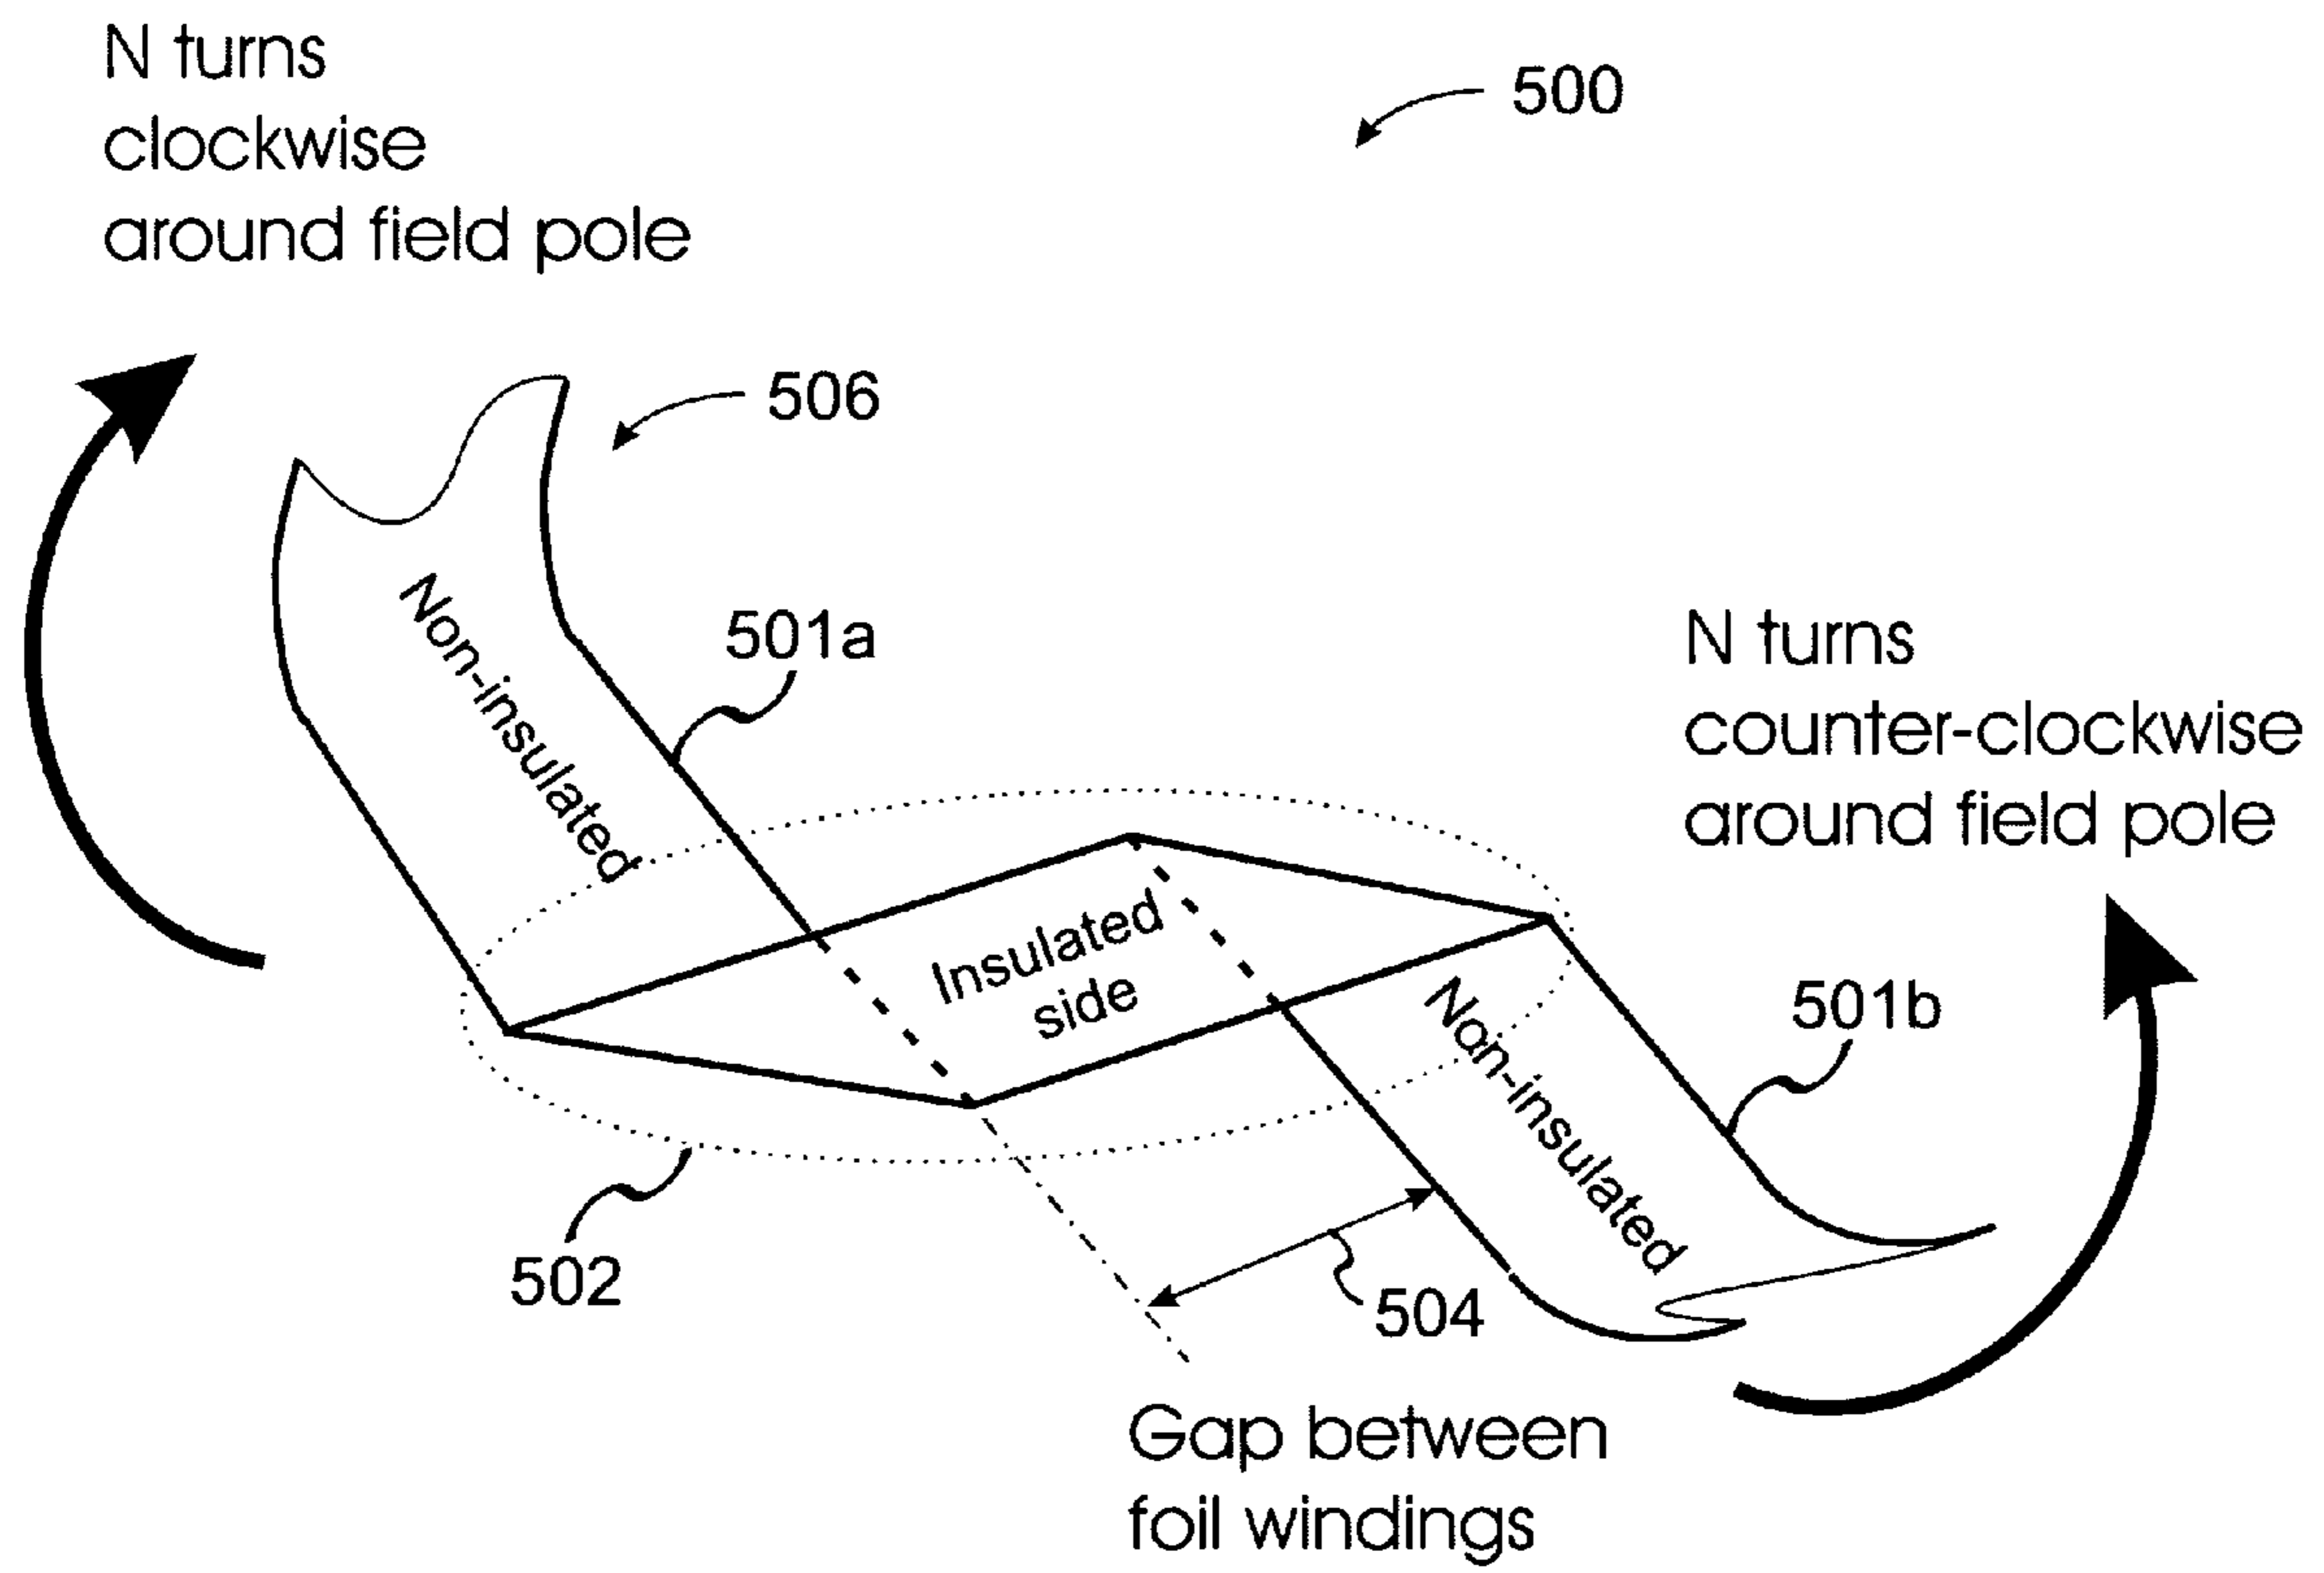 N turns
clockwise
around field pole
500
506
Non-insulated
501a
N turns
counter-clockwise
around field pole
Insulated
side
Non-insulated
501b
502
504
Gap between
foil windings